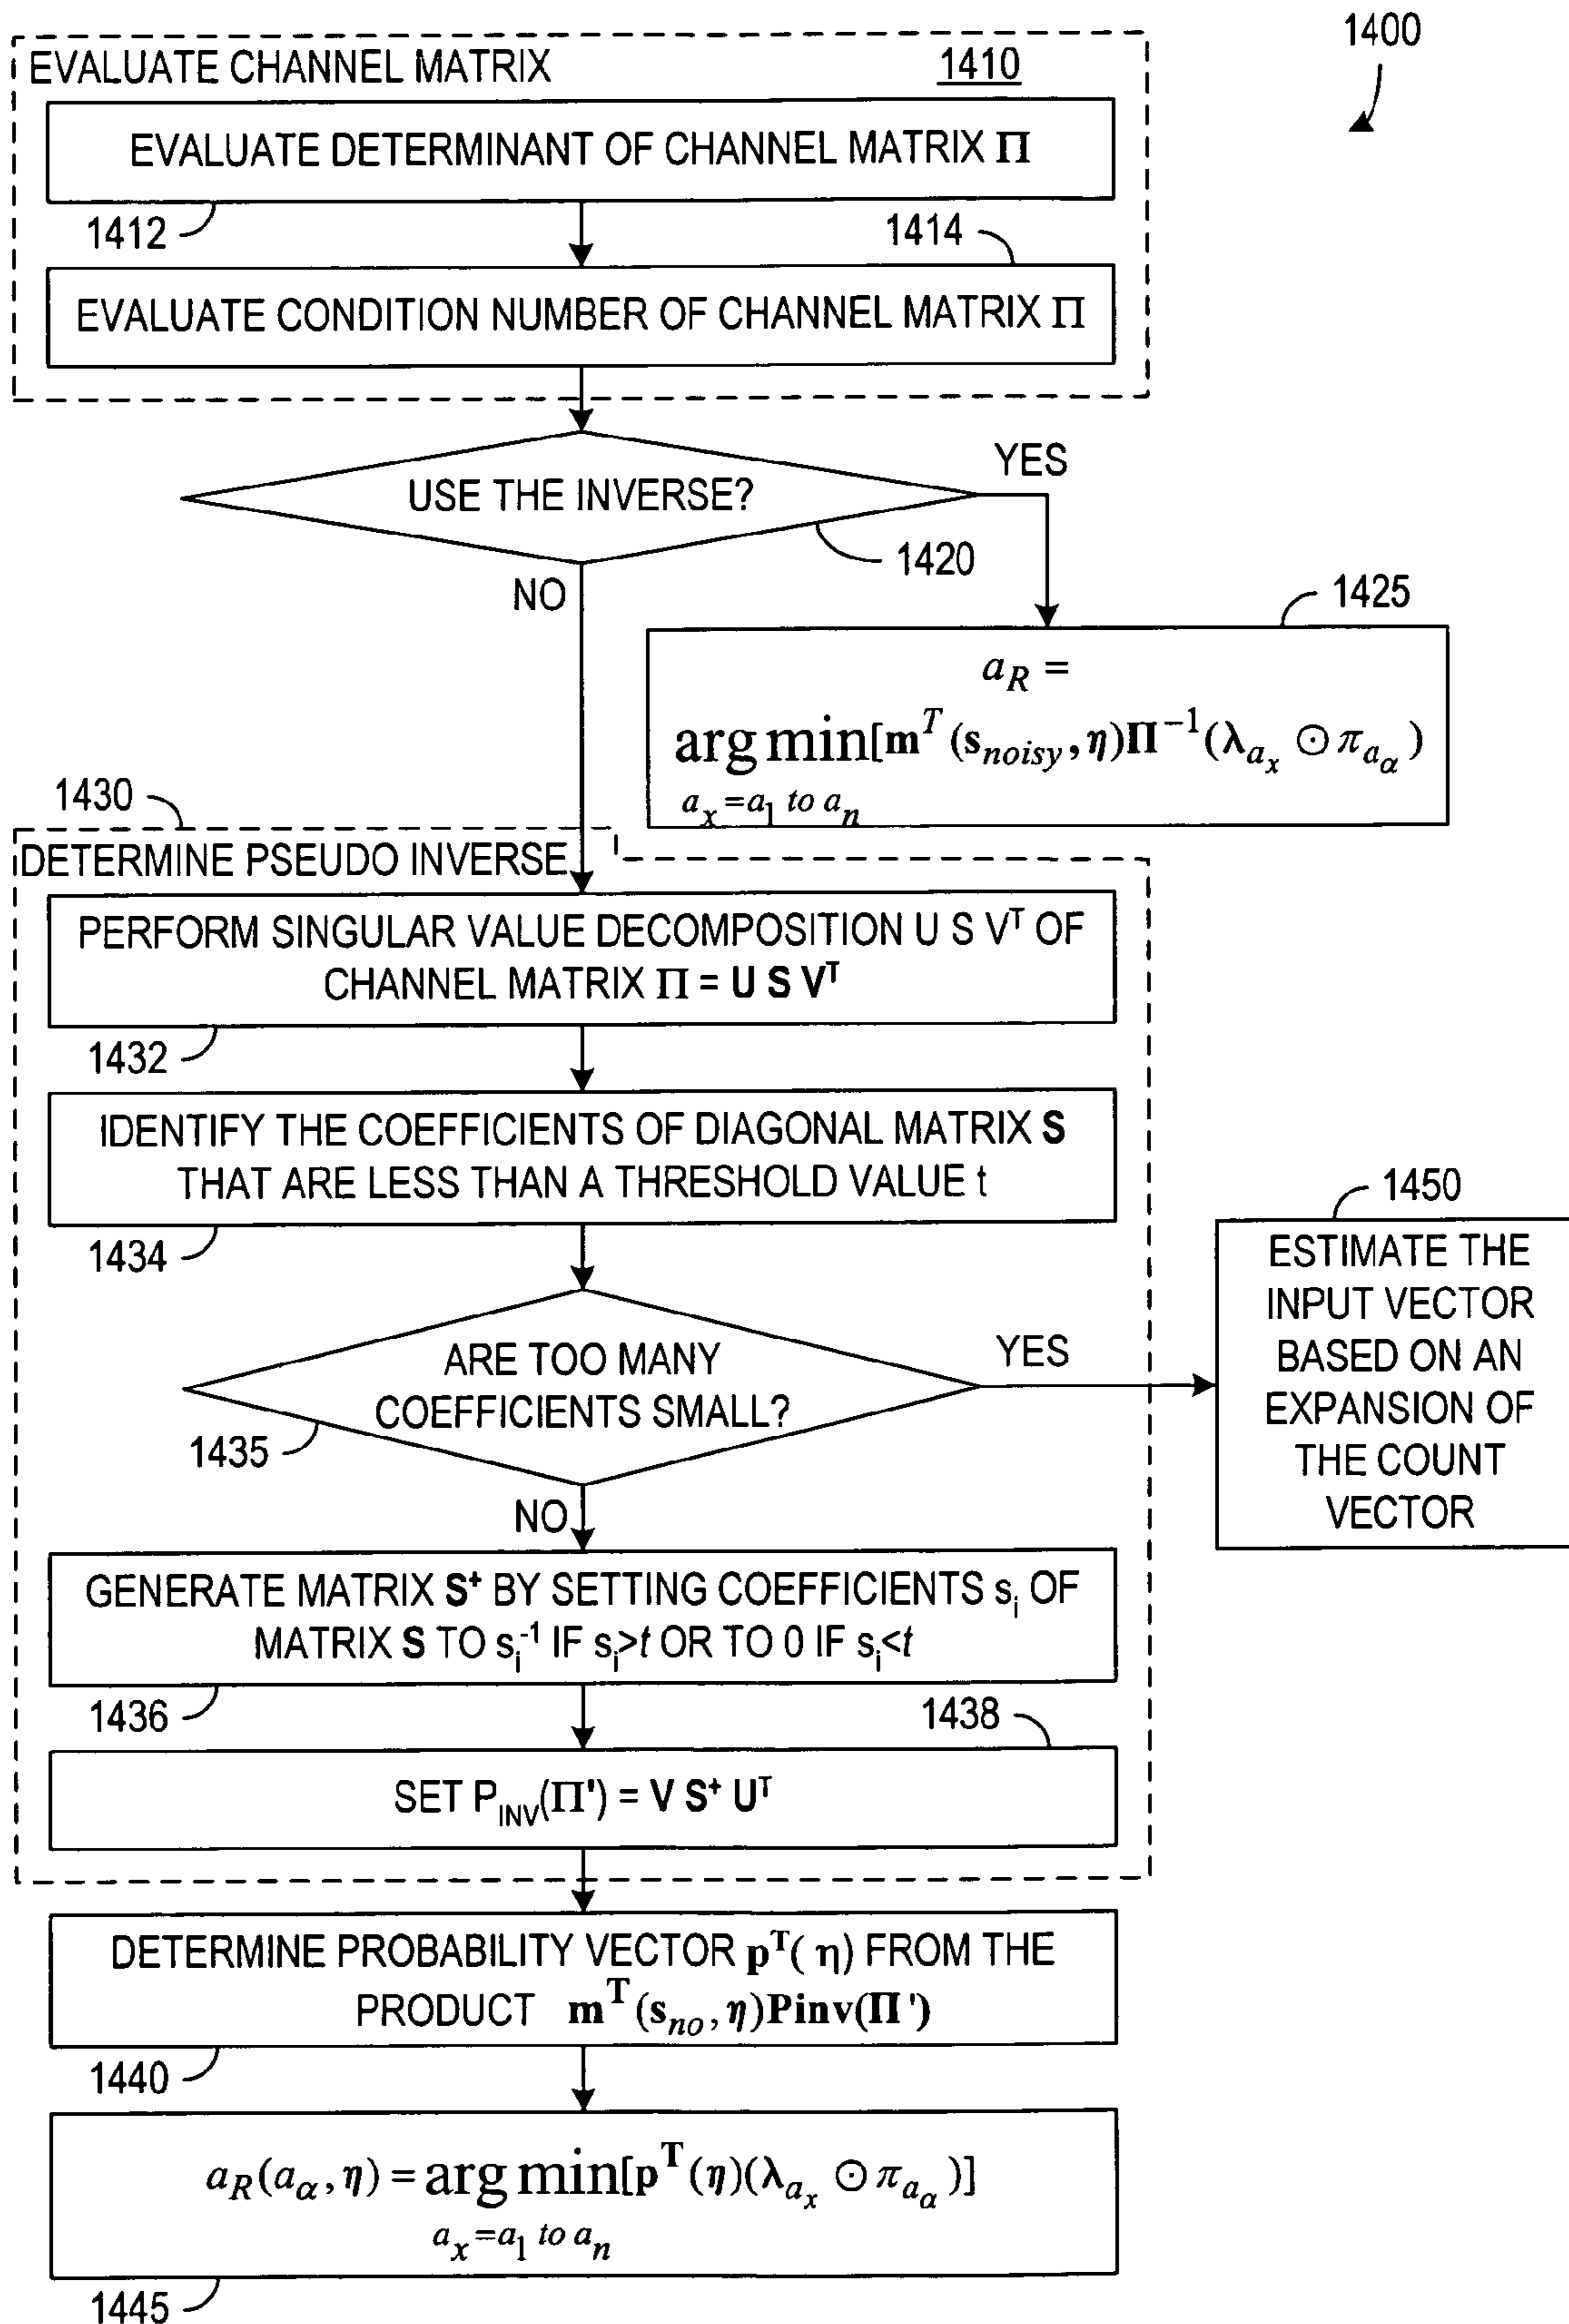 1400
EVALUATE CHANNEL MATRIX 1410
EVALUATE DETERMINANT OF CHANNEL MATRIX Π
1412
1414
EVALUATE CONDITION NUMBER OF CHANNEL MATRIX Π
USE THE INVERSE?
YES
1420
NO
1425
a_R =
arg min[m^T (s_noisy, η)Π^−1(λ_a_x ⊙ π_a_α)
a_x = a_1 to a_n
1430
DETERMINE PSEUDO INVERSE
PERFORM SINGULAR VALUE DECOMPOSITION U S V^T OF
CHANNEL MATRIX Π = U S V^T
1432
IDENTIFY THE COEFFICIENTS OF DIAGONAL MATRIX S
THAT ARE LESS THAN A THRESHOLD VALUE t
1434
ARE TOO MANY
COEFFICIENTS SMALL?
YES
1435
NO
1450
ESTIMATE THE
INPUT VECTOR
BASED ON AN
EXPANSION OF
THE COUNT
VECTOR
GENERATE MATRIX S⁺ BY SETTING COEFFICIENTS s_i OF
MATRIX S TO s_i^-1 IF s_i>t OR TO 0 IF s_i<t
1436
1438
SET P_INV(Π') = V S⁺ U^T
DETERMINE PROBABILITY VECTOR p^T( η) FROM THE
PRODUCT m^T(s_no, η)Pinv(Π')
1440
a_R(a_α, η) = arg min[p^T(η)(λ_a_x ⊙ π_a_α)]
a_x = a_1 to a_n
1445